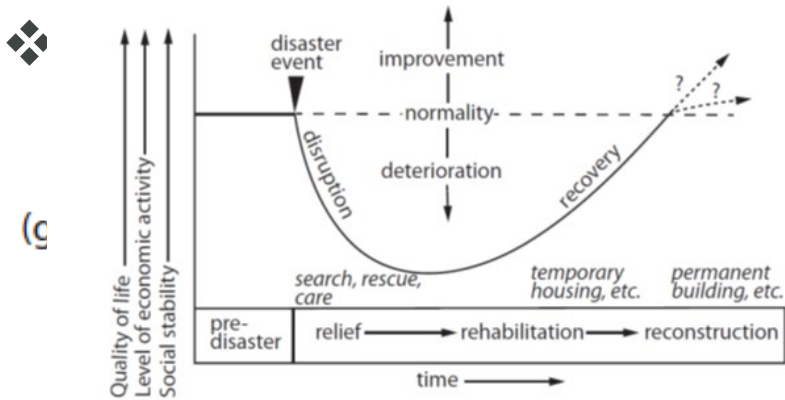 disaster
event
improvement
? ?
normality
disruption
deterioration
recovery
(g
search, rescue,
care
temporary
housing, etc.
permanent
building, etc.
pre-
disaster
relief
rehabilitation
reconstruction
time
Quality of life
Level of economic activity
Social stability